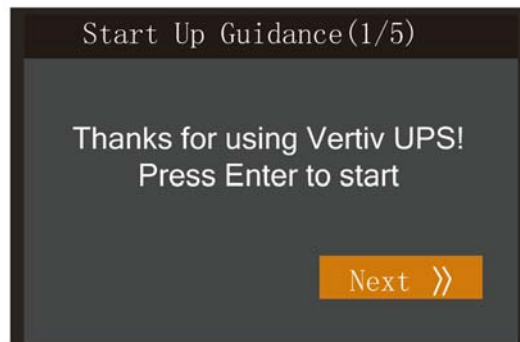 Start Up Guidance(1/5)
Thanks for using Vertiv UPS!
Press Enter to start
Next 》